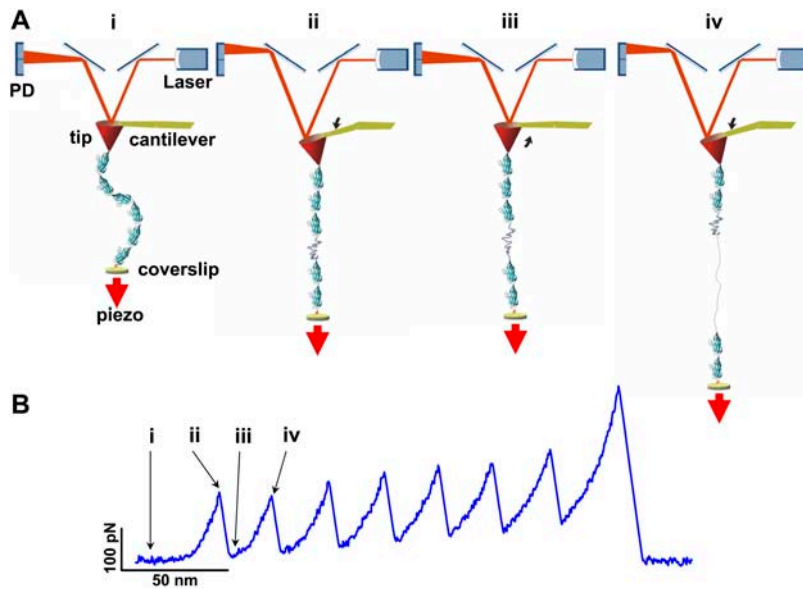 A
i
ii
iii
iv
PD
Laser
tip
cantilever
coverslip
piezo
B
i
ii
iii
iv
100 pN
50 nm